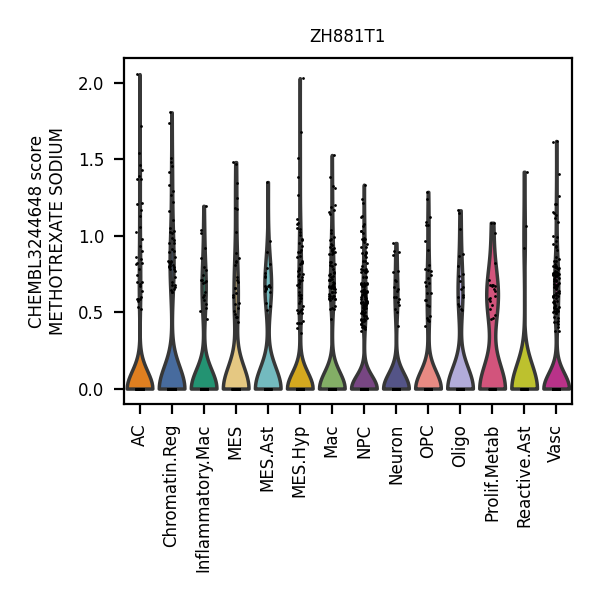 ZH881T1
CHEMBL3244648 score
METHOTREXATE SODIUM
2.0
1.5
1.0
0.5
0.0
AC
Chromatin.Reg
Inflammatory.Mac
MES
MES.Ast
MES.Hyp
Mac
NPC
Neuron
OPC
Oligo
Prolif.Metab
Reactive.Ast
Vasc